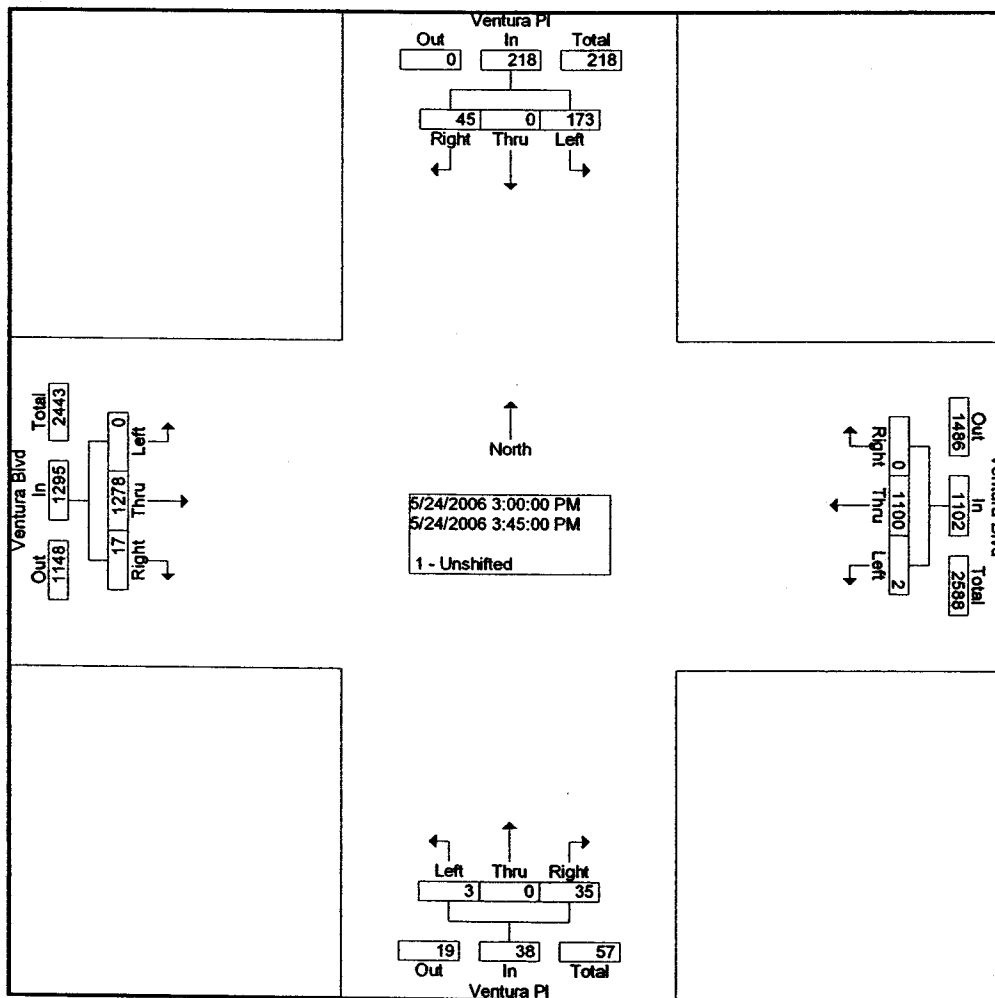 Ventura Pl
Out In Total
0 218 218
45 0 173
Right Thru Left
Ventura Blvd
Total In Out
2443 1295 1148
0 1278 17
Left Thru Right
North
5/24/2006 3:00:00 PM
5/24/2006 3:45:00 PM
1 - Unshifted
Right Thru Left
0 1100 2
Out In Total
1486 1102 2588
Left Thru Right
3 0 35
19 38 57
Out In Total
Ventura Pl